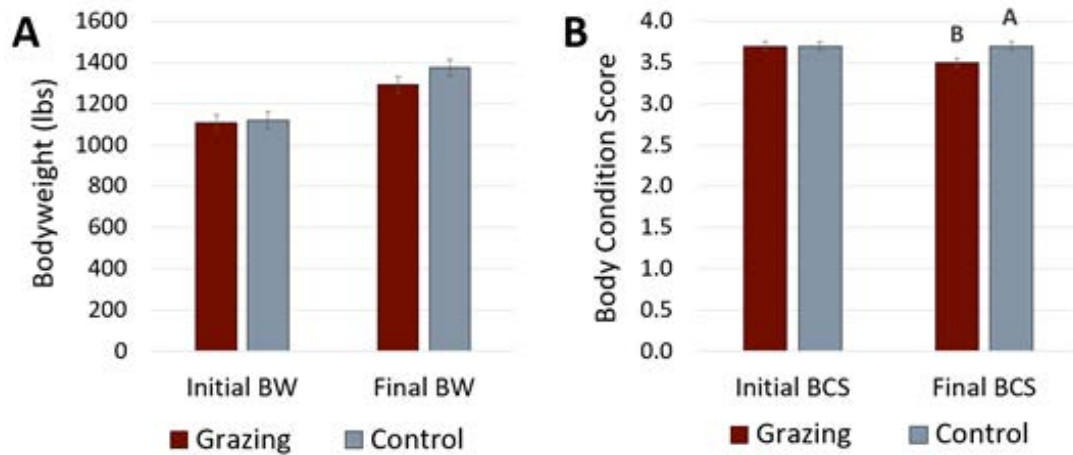 A
Bodyweight (lbs)
1600
1400
1200
1000
800
600
400
200
0
Initial BW Final BW
Grazing Control
B
Body Condition Score
4.0
3.5
3.0
2.5
2.0
1.5
1.0
0.5
0.0
B A
Initial BCS Final BCS
Grazing Control